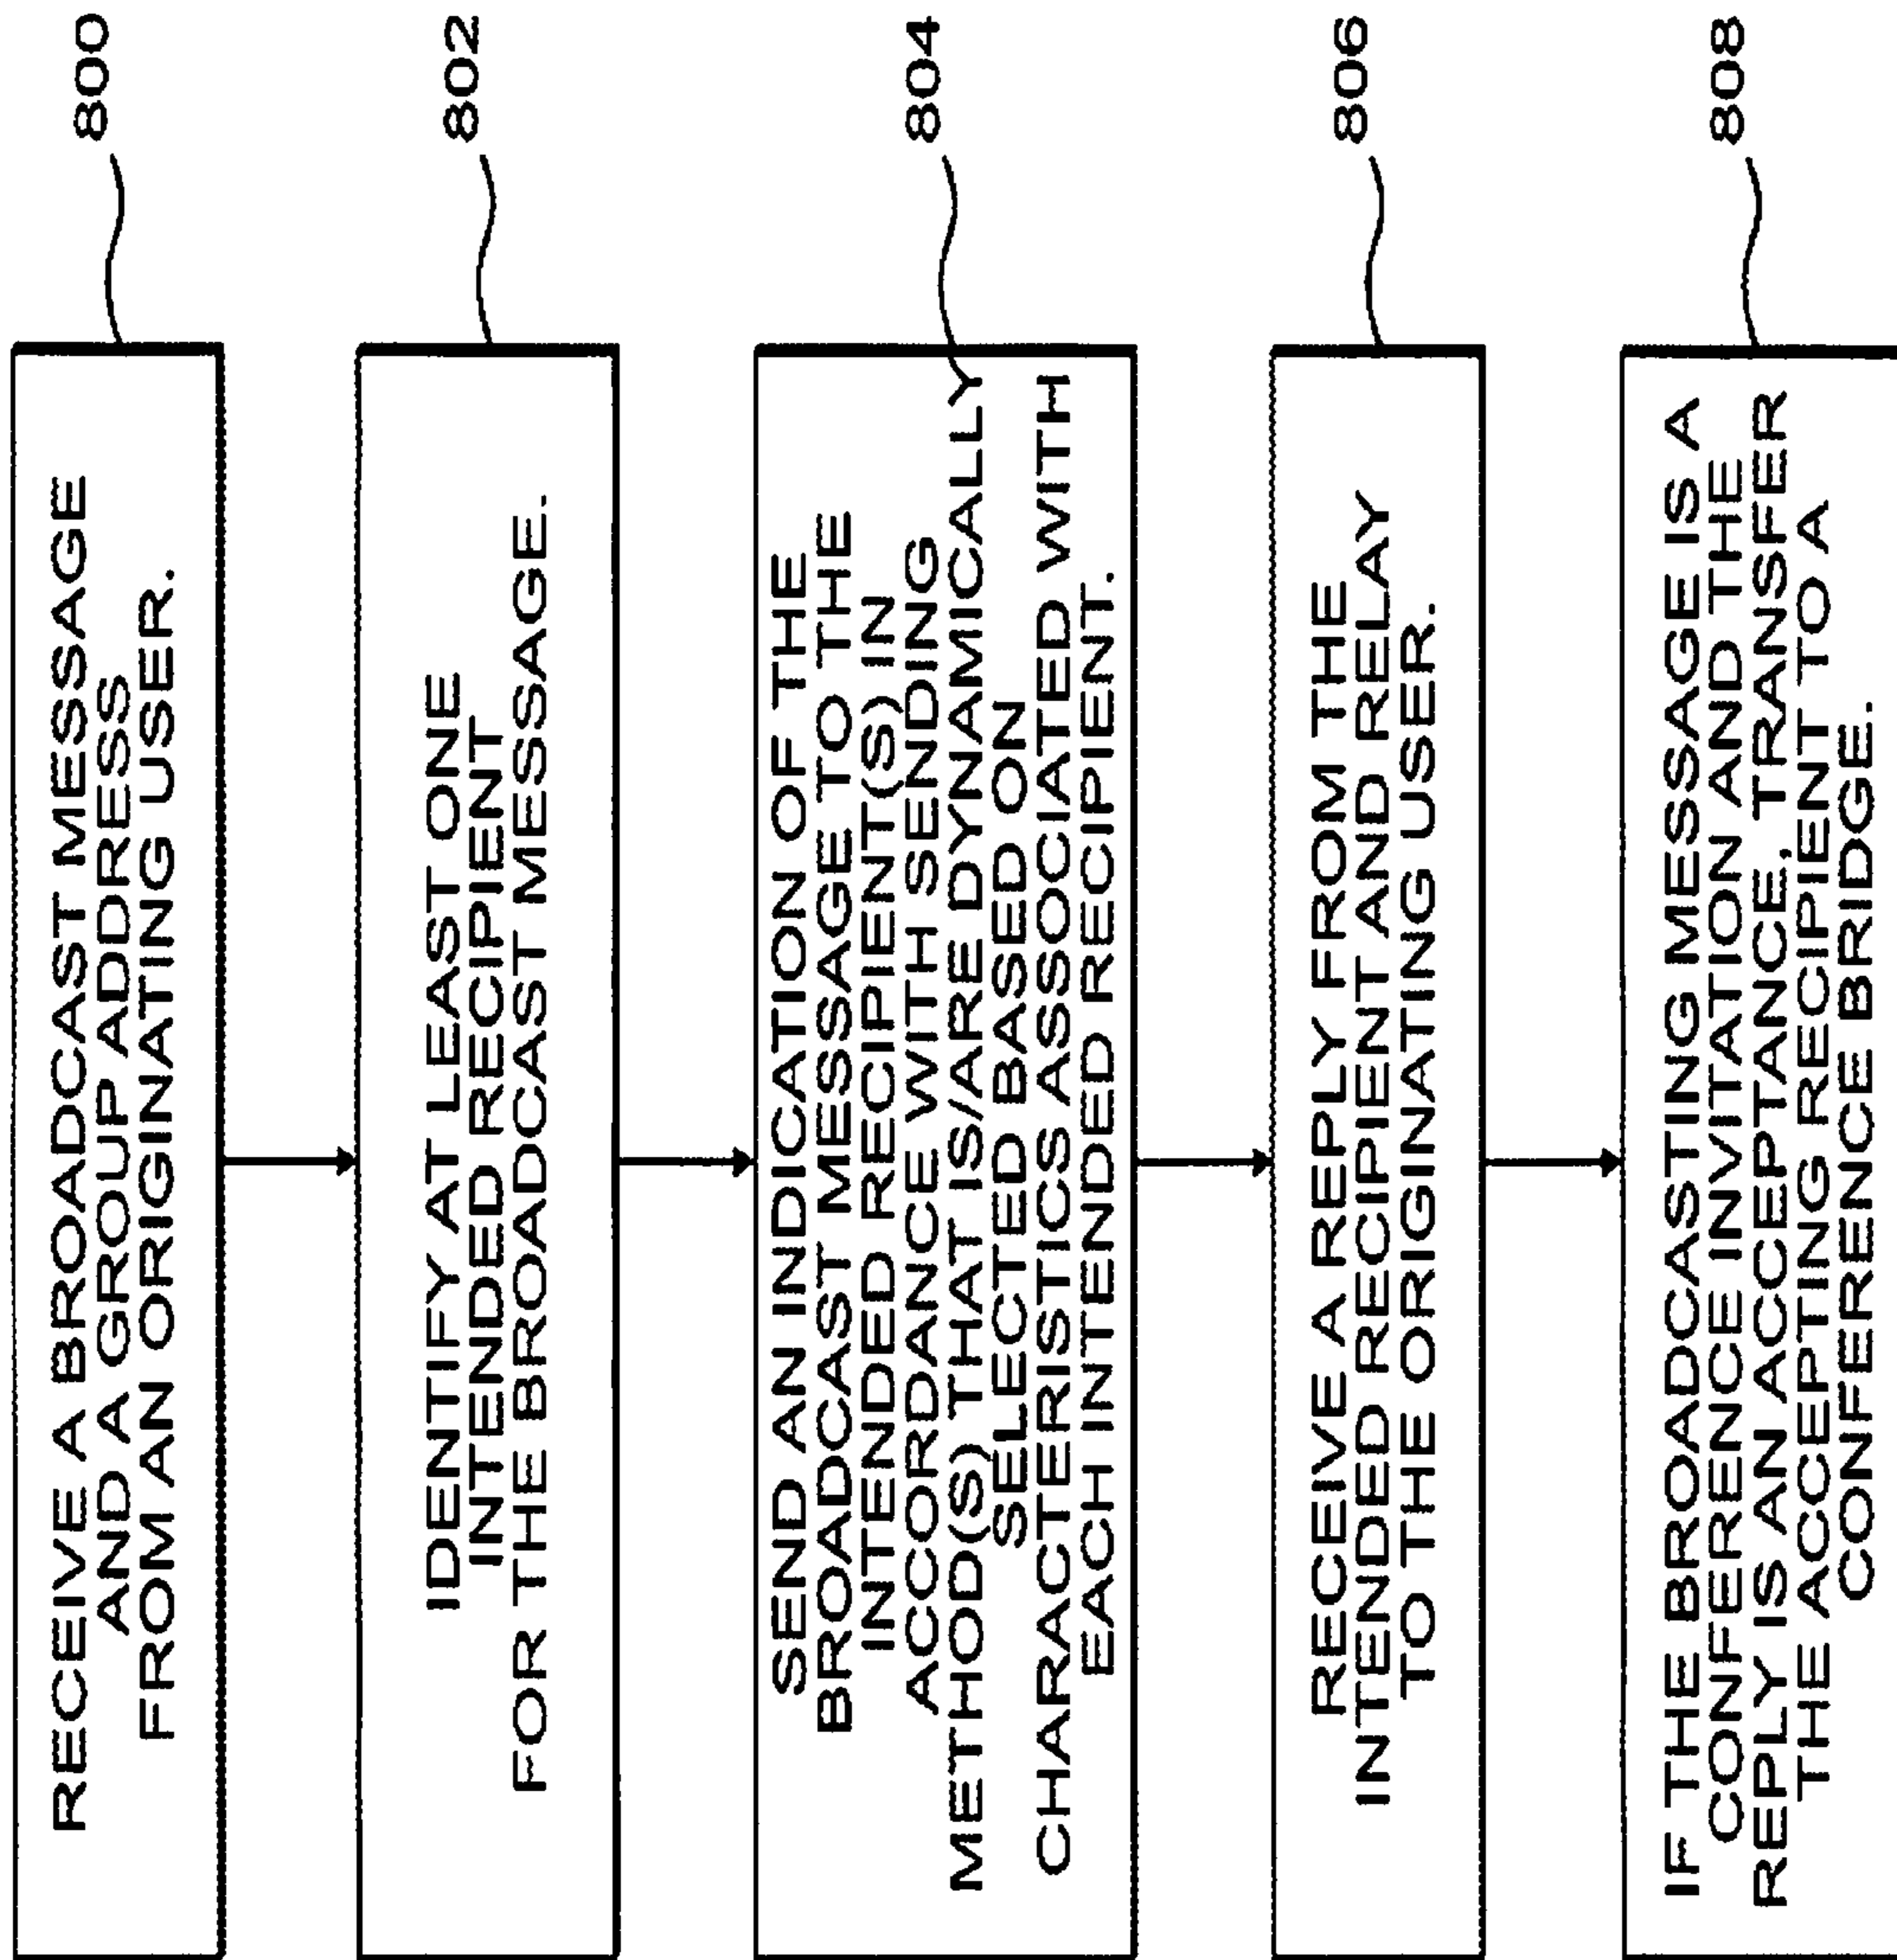 RECEIVE A BROADCAST MESSAGE
AND A GROUP ADDRESS
FROM AN ORIGINATING USER.
800
IDENTIFY AT LEAST ONE
INTENDED RECIPIENT
FOR THE BROADCAST MESSAGE.
802
SEND AN INDICATION OF THE
BROADCAST MESSAGE TO THE
INTENDED RECIPIENT(S) IN
ACCORDANCE WITH SENDING
METHOD(S) THAT IS/ARE DYNAMICALLY
SELECTED BASED ON
CHARACTERISTICS ASSOCIATED WITH
EACH INTENDED RECIPIENT.
804
RECEIVE A REPLY FROM THE
INTENDED RECIPIENT AND RELAY
TO THE ORIGINATING USER.
806
IF THE BROADCASTING MESSAGE IS A
CONFERENCE INVITATION AND THE
REPLY IS AN ACCEPTANCE, TRANSFER
THE ACCEPTING RECIPIENT TO A
CONFERENCE BRIDGE.
808